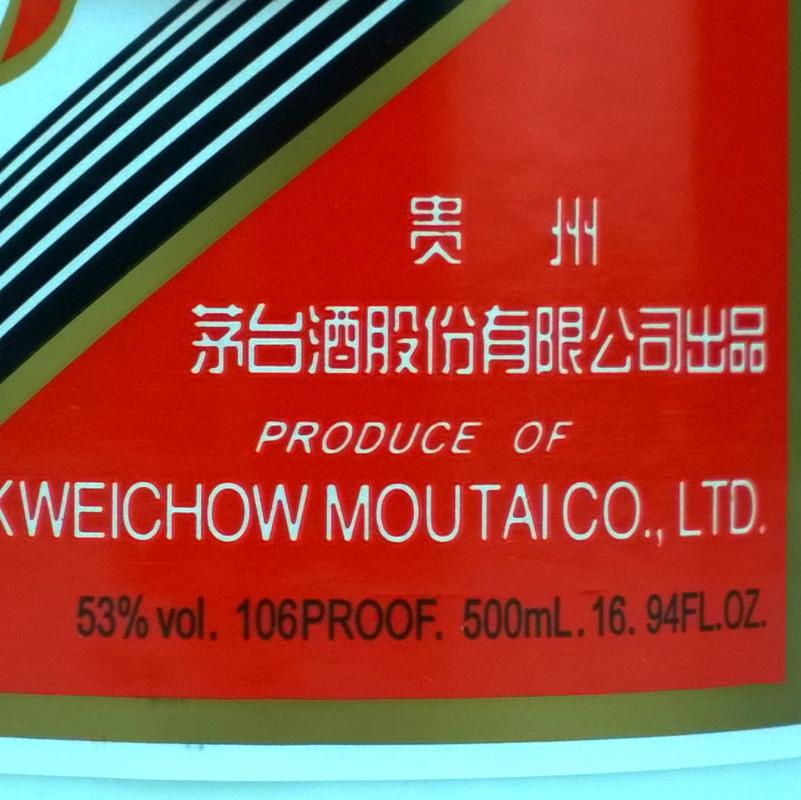 贵 州
茅台酒股份有限公司出品
PRODUCE OF
KWEICHOW MOUTAI CO., LTD.
53% vol. 106PROOF. 500mL. 16. 94FL.OZ.